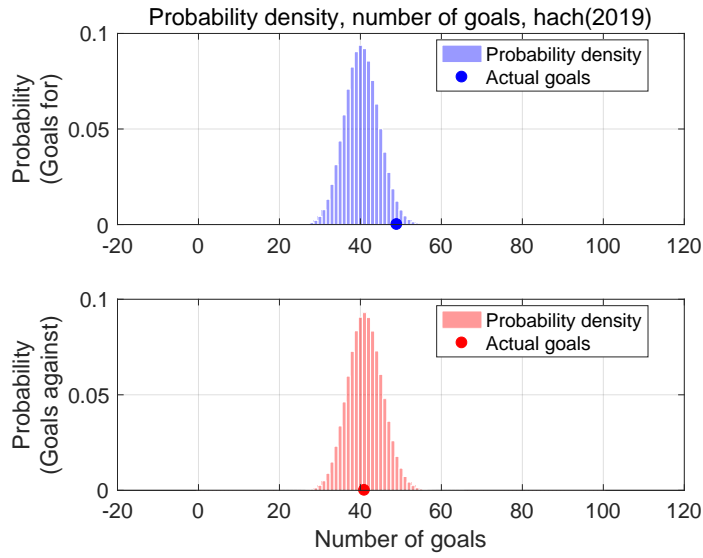 Probability density, number of goals, hach(2019)
0.1
0.05
0
Probability
(Goals for)
Probability density
Actual goals
-20 0 20 40 60 80 100 120
0.1
0.05
0
Probability
(Goals against)
Probability density
Actual goals
-20 0 20 40 60 80 100 120
Number of goals